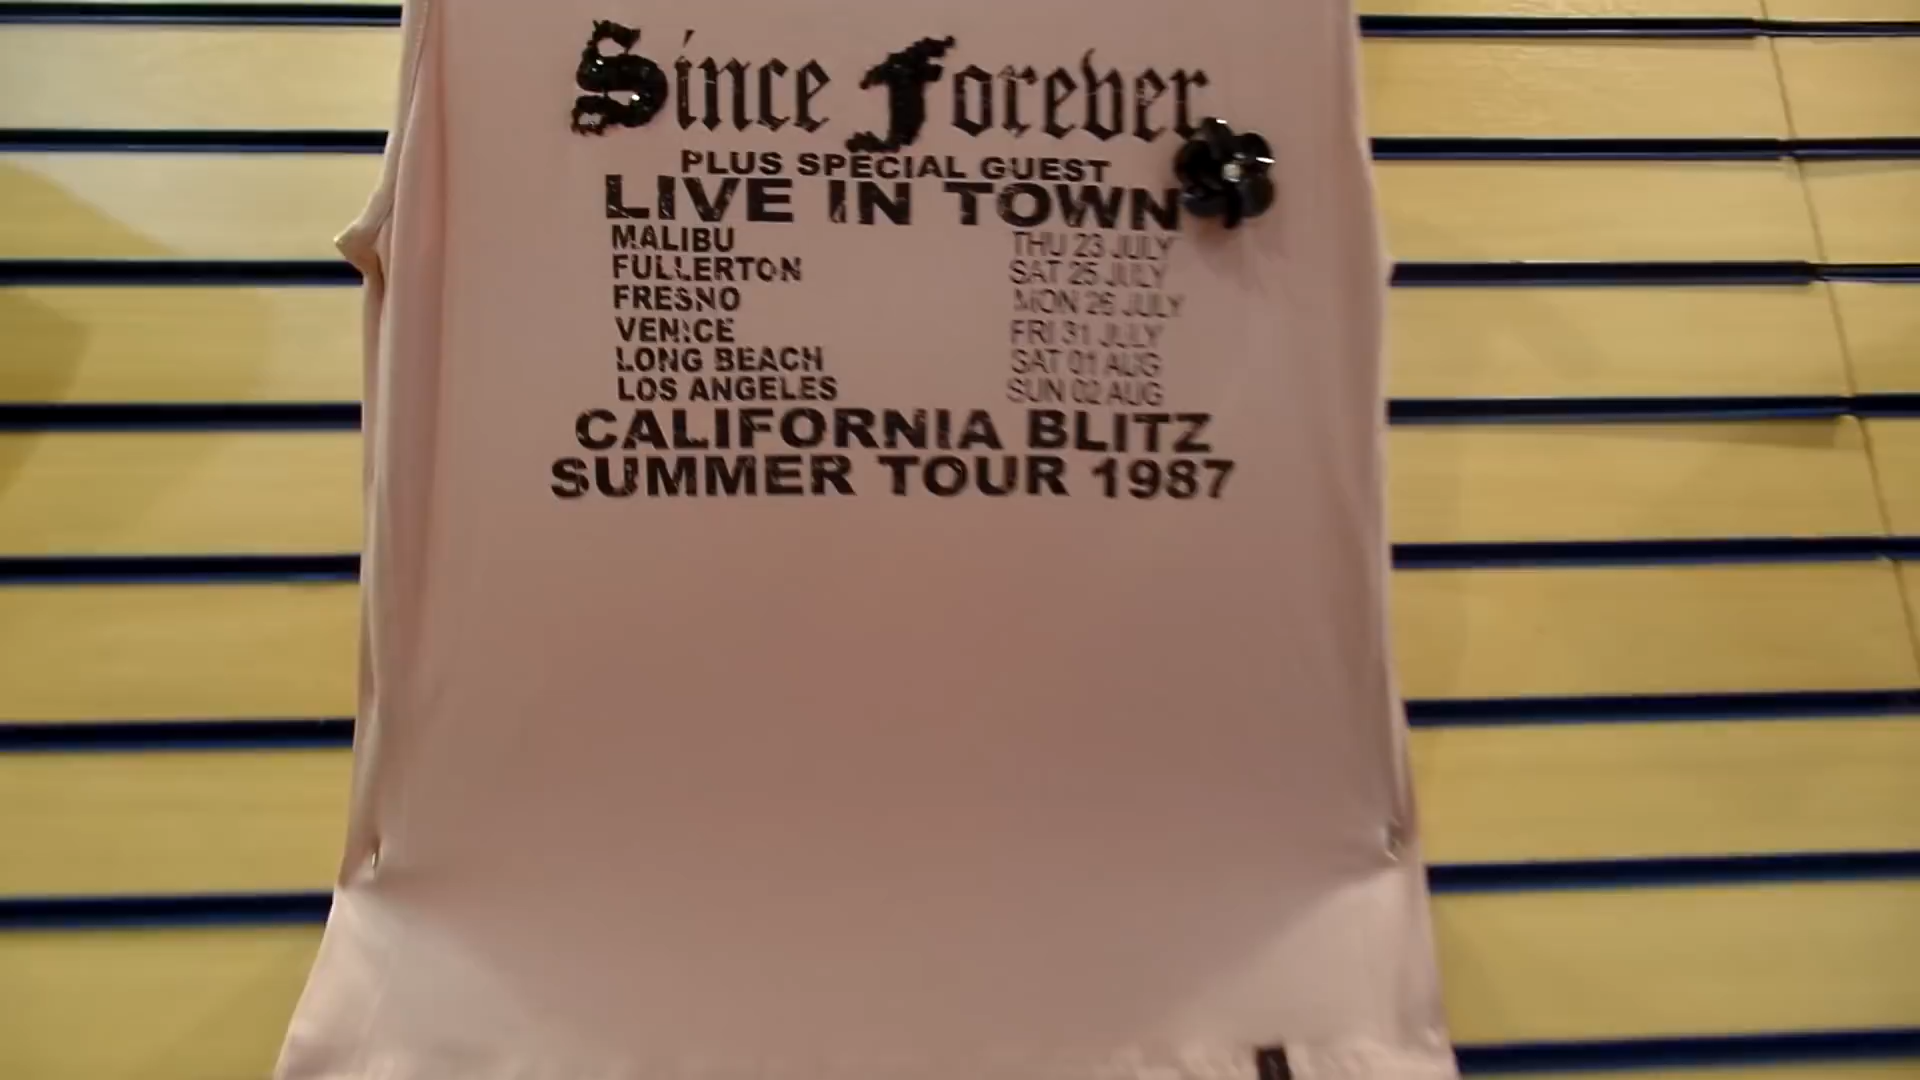 Since Forever
PLUS SPECIAL GUEST
LIVE IN TOWN
MALIBU THU 23 JULY
FULLERTON SAT 25 JULY
FRESNO MON 26 JULY
VENICE FRI 31 JULY
LONG BEACH SAT 01 AUG
LOS ANGELES SUN 02 AUG
CALIFORNIA BLITZ
SUMMER TOUR 1987